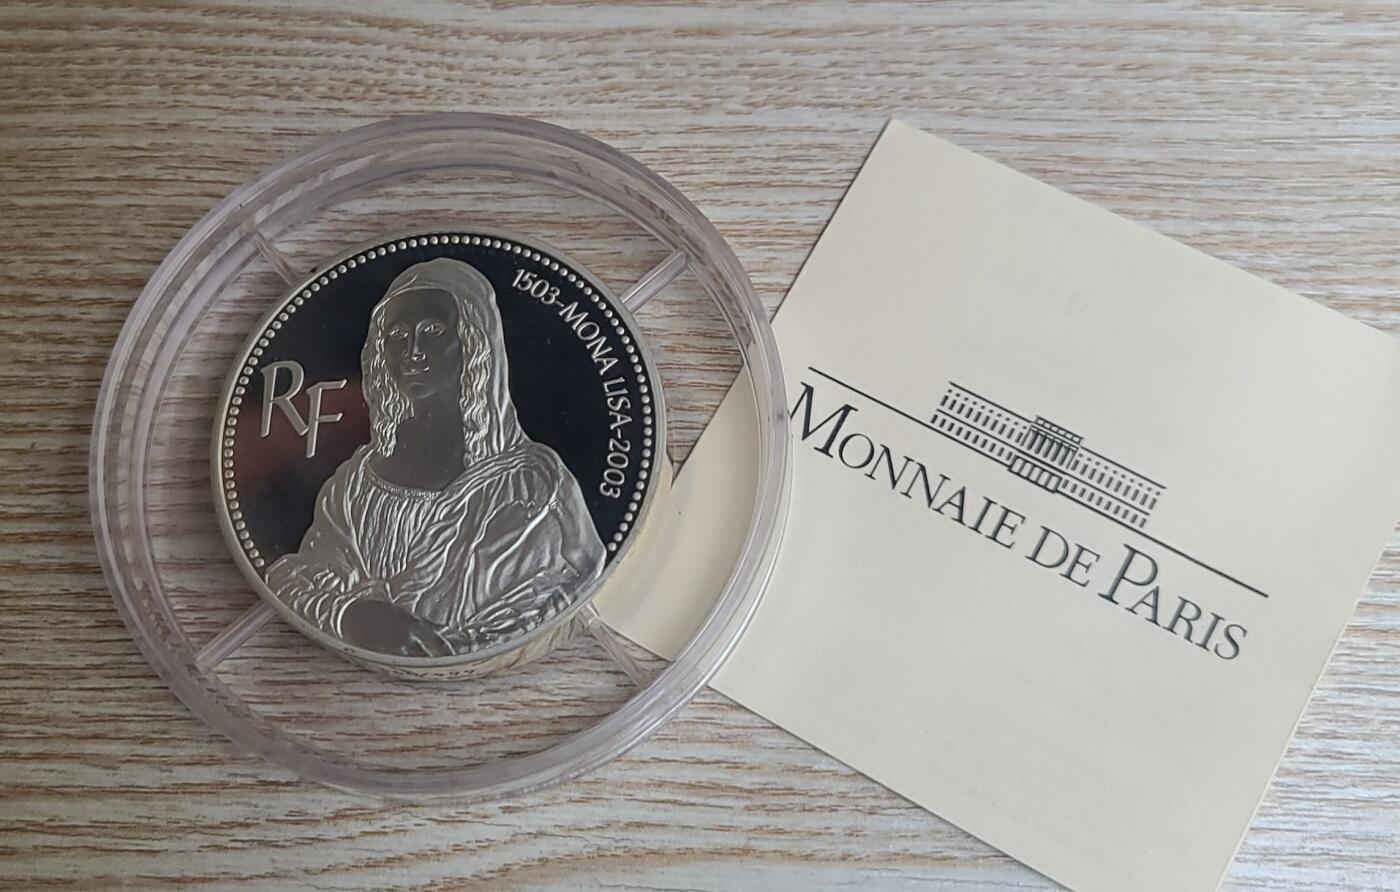 RF
1503-MONA LISA-2003
MONNAIE DE PARIS